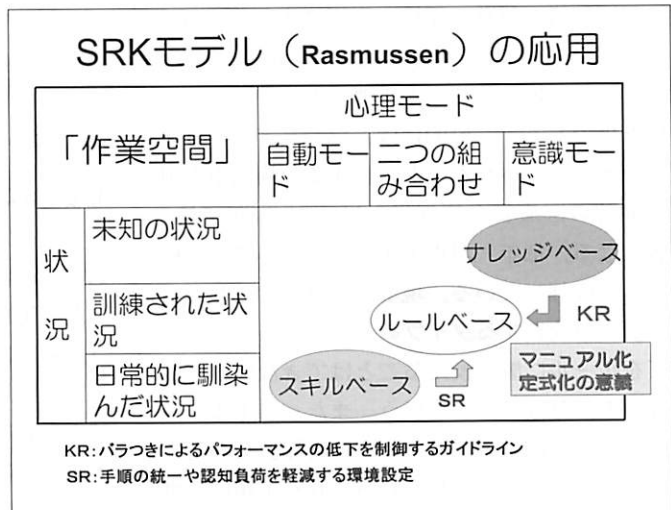 SRKモデル（Rasmussen）の応用
「作業空間」
心理モード
自動モー
ド
二つの組
み合わせ
意識モー
ド
状
況
未知の状況
訓練された状
況
日常的に馴染
んだ状況
ナレッジベース
ルールベース
KR
スキルベース
SR
マニュアル化
定式化の意義
KR：バラつきによるパフォーマンスの低下を制御するガイドライン
SR：手順の統一や認知負荷を軽減する環境設定